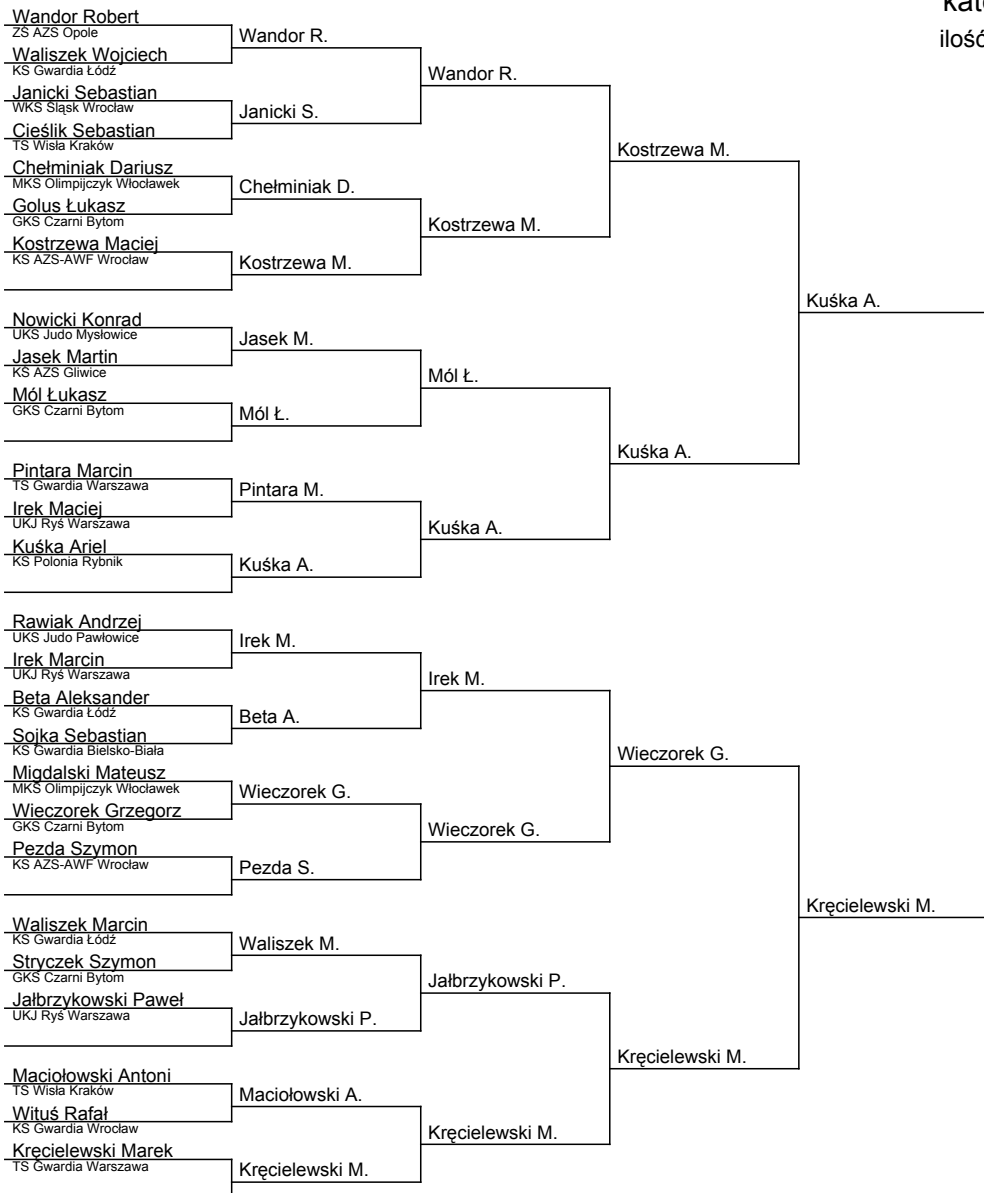 Wandor Robert
ZŚ AZS Opole
Waliszek Wojciech
KS Gwardia Łódź
Janicki Sebastian
WKS Śląsk Wrocław
Cieślik Sebastian
TS Wisła Kraków
Chełminiak Dariusz
MKS Olimpijczyk Włocławek
Golus Łukasz
GKS Czarni Bytom
Kostrzewa Maciej
KS AZS-AWF Wrocław
Nowicki Konrad
UKS Judo Mysłowice
Jasek Martin
KŚ AZS Gliwice
Mól Łukasz
GKS Czarni Bytom
Pintara Marcin
TS Gwardia Warszawa
Irek Maciej
UKJ Ryś Warszawa
Kuśka Ariel
KS Polonia Rybnik
Rawiak Andrzej
UKS Judo Pawłowice
Irek Marcin
UKJ Ryś Warszawa
Beta Aleksander
KS Gwardia Łódź
Sojka Sebastian
KS Gwardia Bielsko-Biała
Migdalski Mateusz
MKS Olimpijczyk Włocławek
Wieczorek Grzegorz
GKS Czarni Bytom
Pezda Szymon
KS AZS-AWF Wrocław
Waliszek Marcin
KS Gwardia Łódź
Stryczek Szymon
GKS Czarni Bytom
Jałbrzykowski Paweł
UKJ Ryś Warszawa
Maciołowski Antoni
TS Wisła Kraków
Wituś Rafał
KS Gwardia Wrocław
Kręcielewski Marek
TS Gwardia Warszawa
Wandor R.
Janicki S.
Chełminiak D.
Kostrzewa M.
Jasek M.
Mól Ł.
Pintara M.
Kuśka A.
Irek M.
Beta A.
Wieczorek G.
Pezda S.
Waliszek M.
Jałbrzykowski P.
Maciołowski A.
Kręcielewski M.
Wandor R.
Kostrzewa M.
Mól Ł.
Kuśka A.
Irek M.
Wieczorek G.
Jałbrzykowski P.
Kręcielewski M.
Kostrzewa M.
Kuśka A.
Wieczorek G.
Kręcielewski M.
Kuśka A.
Kręcielewski M.
ilość